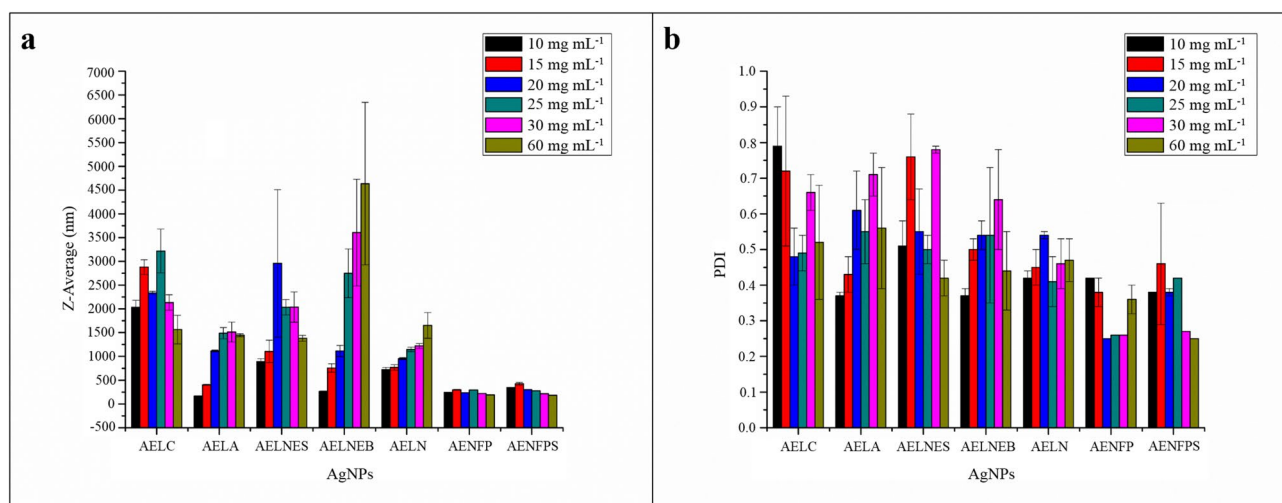 a
10 mg mL⁻¹
15 mg mL⁻¹
20 mg mL⁻¹
25 mg mL⁻¹
30 mg mL⁻¹
60 mg mL⁻¹
7000
6500
6000
5500
5000
4500
4000
3500
3000
2500
2000
1500
1000
500
0
-500
Z-Average (nm)
AELC AELA AELNES AELNEB AELN AENFP AENFPS
AgNPs
b
10 mg mL⁻¹
15 mg mL⁻¹
20 mg mL⁻¹
25 mg mL⁻¹
30 mg mL⁻¹
60 mg mL⁻¹
1.0
0.9
0.8
0.7
0.6
0.5
0.4
0.3
0.2
0.1
0.0
PDI
AELC AELA AELNES AELNEB AELN AENFP AENFPS
AgNPs